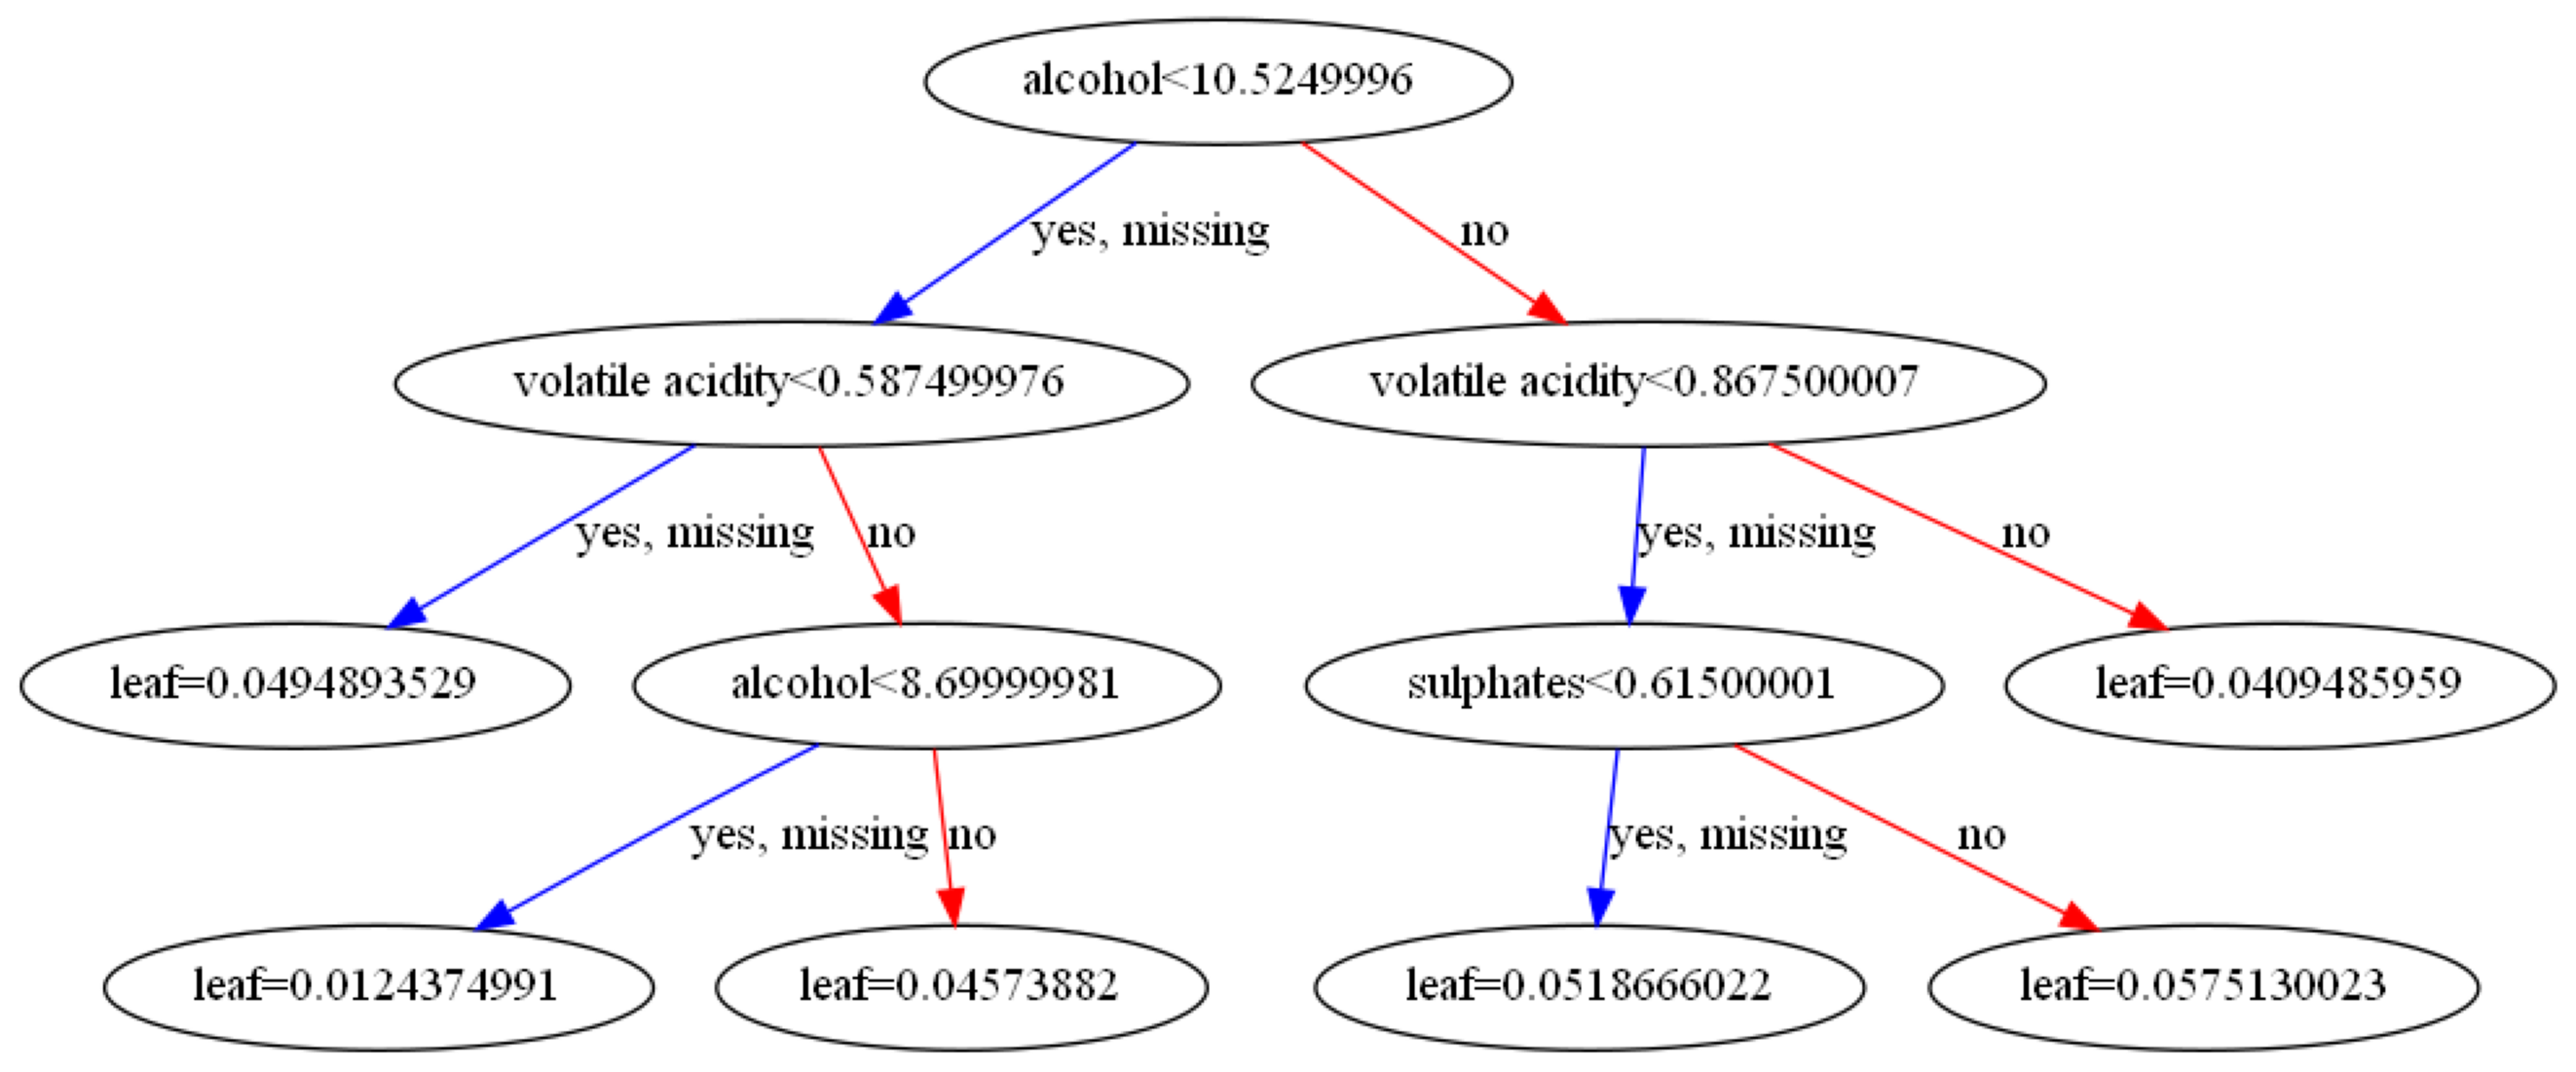 alcohol<10.5249996
yes, missing
no
volatile acidity<0.587499976
volatile acidity<0.867500007
yes, missing
no
yes, missing
no
leaf=0.0494893529
alcohol<8.69999981
sulphates<0.61500001
leaf=0.0409485959
yes, missing
no
yes, missing
no
leaf=0.0124374991
leaf=0.04573882
leaf=0.0518666022
leaf=0.0575130023